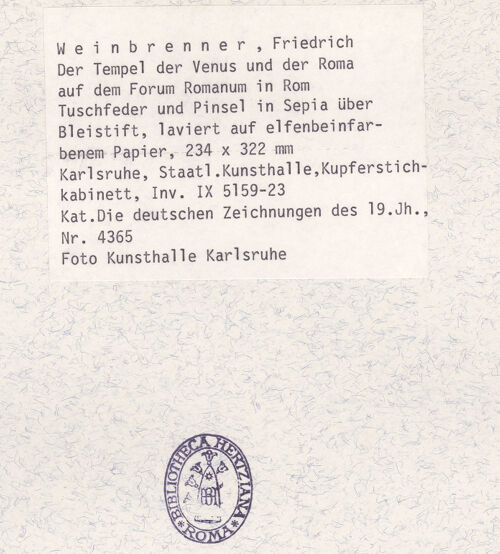 W e i n b r e n n e r , Friedrich
Der Tempel der Venus und der Roma
auf dem Forum Romanum in Rom
Tuschfeder und Pinsel in Sepia über
Bleistift, laviert auf elfenbeinfar-
benem Papier, 234 x 322 mm
Karlsruhe, Staatl.Kunsthalle,Kupferstich-
kabinett, Inv. IX 5159-23
Kat.Die deutschen Zeichnungen des 19.Jh.,
Nr. 4365
Foto Kunsthalle Karlsruhe
BIBLIOTHECA HERTZIANA
* ROMA *